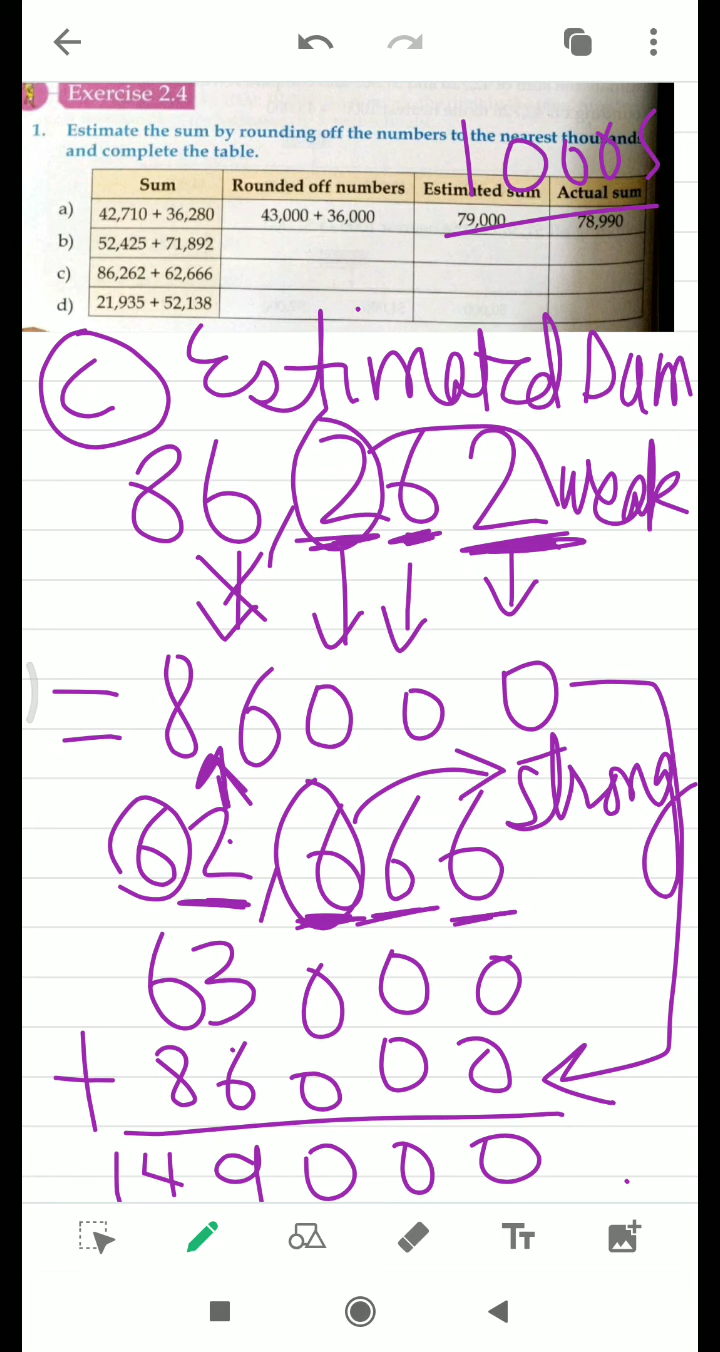 Exercise 2.4
1. Estimate the sum by rounding off the numbers to the nearest thousands
and complete the table.
1000s
Sum Rounded off numbers Estimated sum Actual sum
a) 42,710 + 36,280 43,000 + 36,000 79,000 78,990
b) 52,425 + 71,892
c) 86,262 + 62,666
d) 21,935 + 52,138
C Estimated Sum
86,262 weak
= 86000
62,666 strong
63000
+ 86000
149000
TT